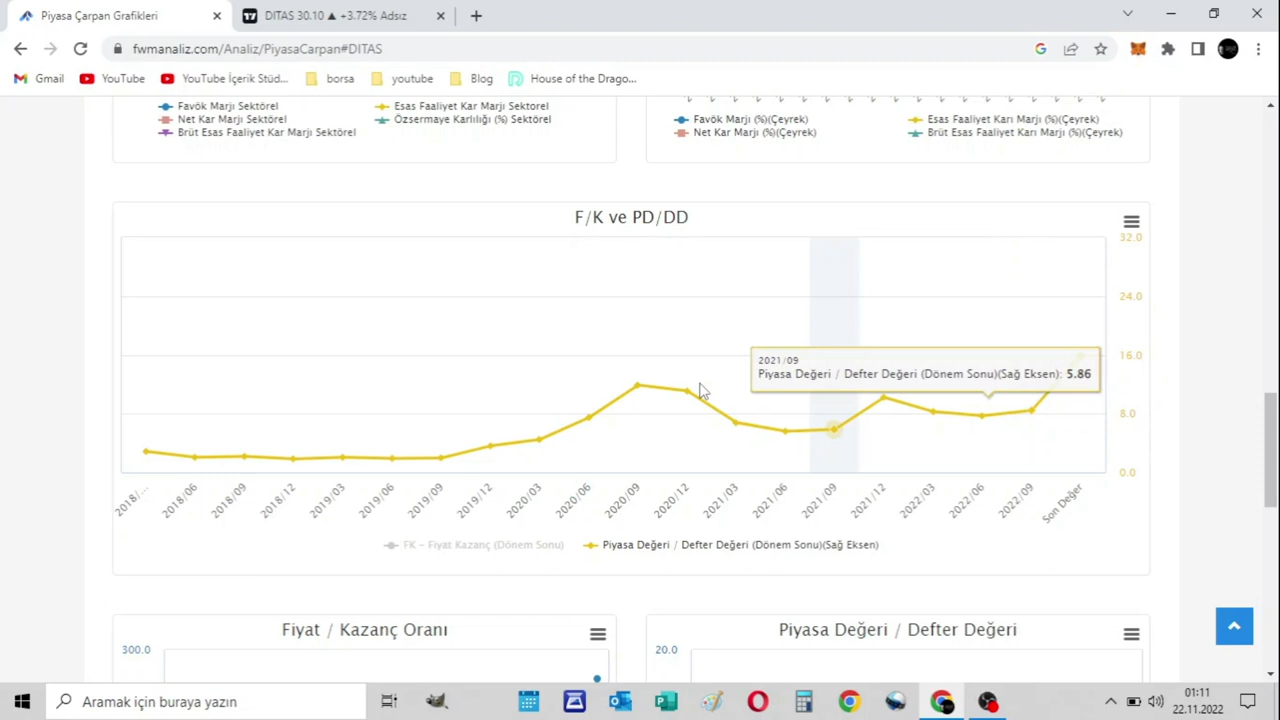 Piyasa Çarpan Grafikleri
DITAS 30.10 ▲ +3.72% Adsız
fwmanaliz.com/Analiz/PiyasaCarpan#DITAS
Gmail
YouTube
YouTube İçerik Stüd...
borsa
youtube
Blog
House of the Drago...
Favök Marjı Sektörel
Esas Faaliyet Kar Marjı Sektorel
Net Kar Marjı Sektörel
Özsermaye Karlılığı (%) Sektörel
Brüt Esas Faaliyet Kar Marjı Sektörel
Favök Marjı (%)(Çeyrek)
Esas Faaliyet Karı Marjı (%)(Çeyrek)
Net Kar Marjı (%)(Çeyrek)
Brüt Esas Faaliyet Karı Marjı (%)(Çeyrek)
F/K ve PD/DD
32.0
24.0
16.0
8.0
0.0
2021/09
Piyasa Değeri / Defter Değeri (Dönem Sonu)(Sağ Eksen): 5.86
2018/...
2018/06
2018/09
2018/12
2019/03
2019/06
2019/09
2019/12
2020/03
2020/06
2020/09
2020/12
2021/03
2021/06
2021/09
2021/12
2022/03
2022/06
2022/09
Son Değer
FK - Fiyat Kazanç (Dönem Sonu)
Piyasa Değeri / Defter Değeri (Dönem Sonu)(Sağ Eksen)
Fiyat / Kazanç Oranı
300.0
Piyasa Değeri / Defter Değeri
20.0
Aramak için buraya yazın
01:11
22.11.2022